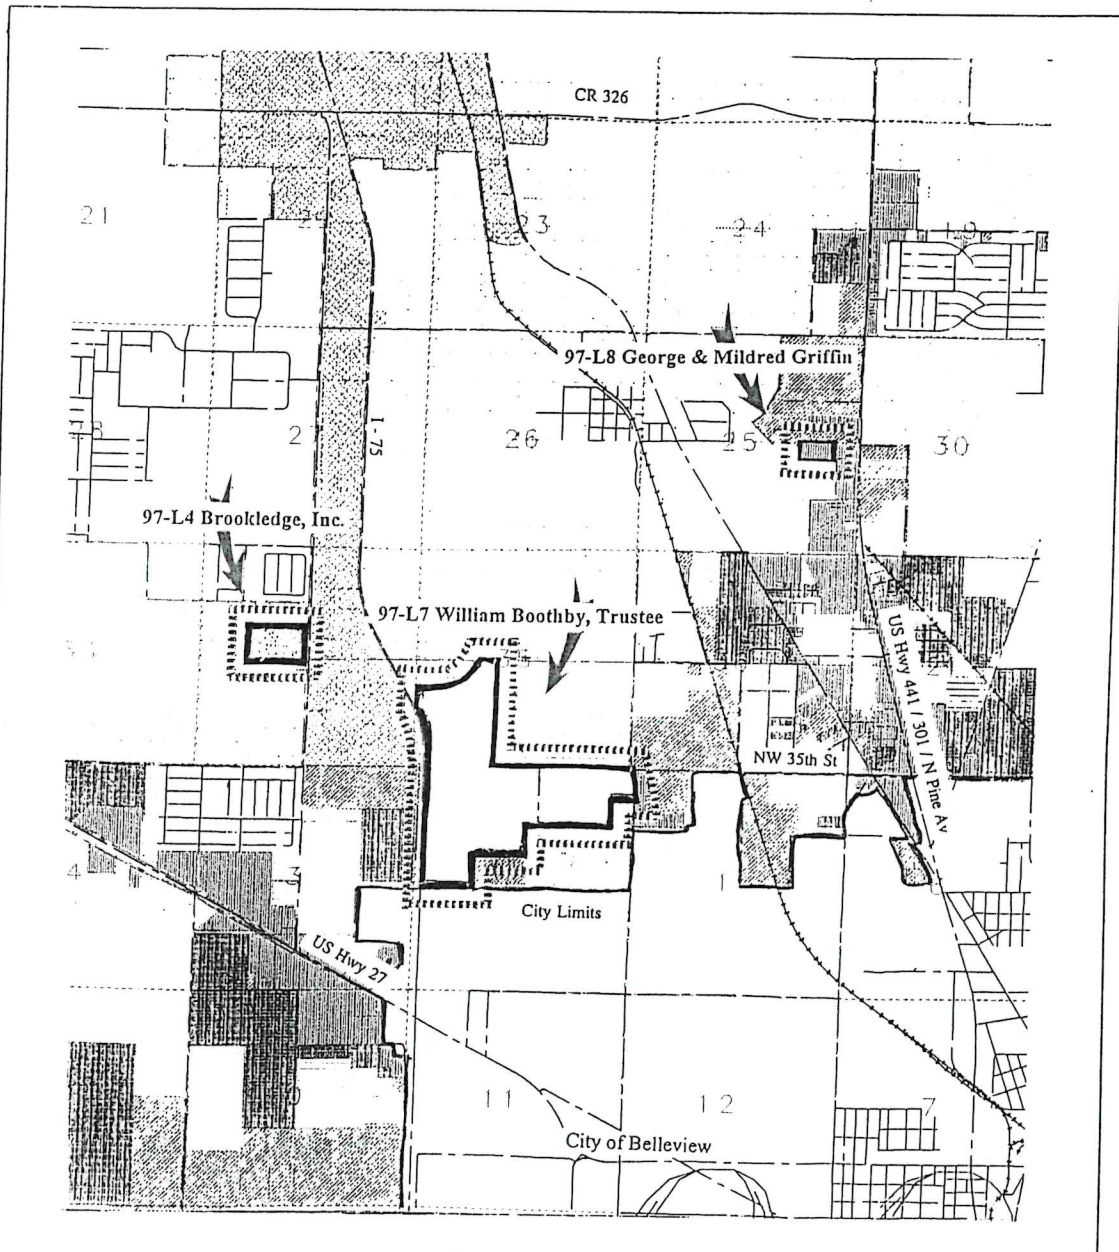 CR 326
21
23
24
19
97-L8 George & Mildred Griffin
I - 75
26
25
30
97-L4 Brookledge, Inc.
97-L7 William Boothby, Trustee
US Hwy 441 / 301 / N Pine Av
NW 35th St
4
3
1
City Limits
US Hwy 27
11
12
7
City of Belleview